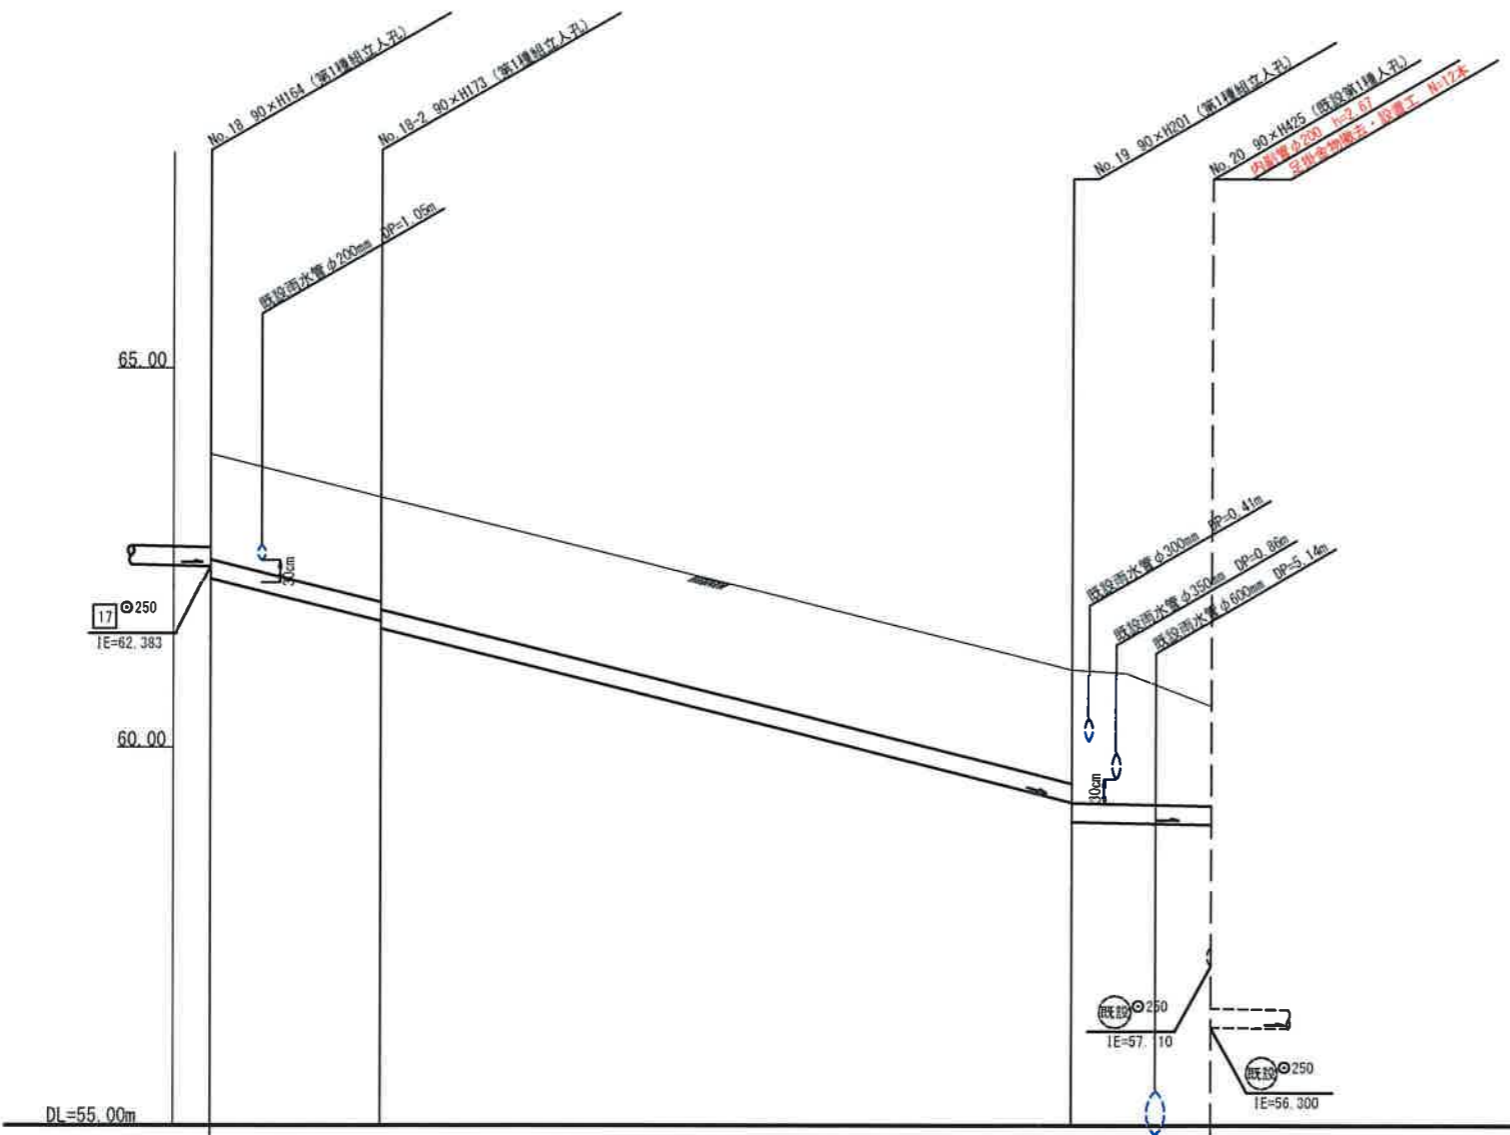 No.18 90×H164 (第1種組立人孔)
No.18-2 90×H173 (第1種組立人孔)
No.19 90×H201 (第1種組立人孔)
No.20 90×H425 (既設第1種人孔)
内副管φ200 h=2.67
足掛金物撤去・設置工 N=12本
既設雨水管φ200mm DP=1.05m
65.00
既設雨水管φ300mm DP=0.41m
既設雨水管φ350mm DP=0.86m
既設雨水管φ600mm DP=5.14m
30cm
17 250
IE=62.383
60.00
30cm
既設 250
IE=57. 10
既設 250
IE=56.300
DL=55.00m